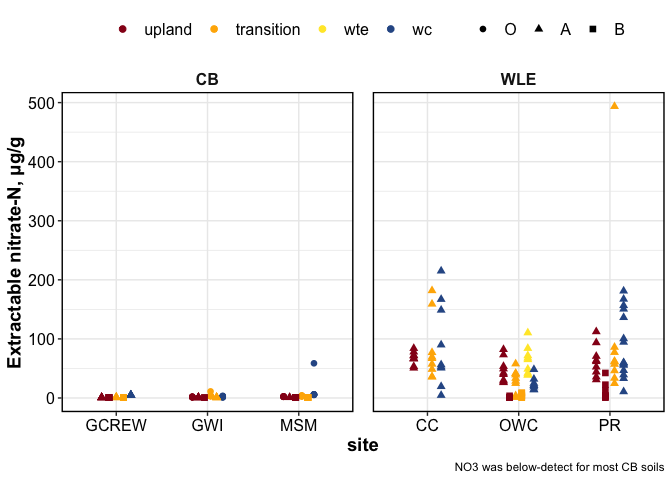 upland transition wte wc O A B
CB WLE
Extractable nitrate-N, µg/g
500
400
300
200
100
0
GCREW GWI MSM CC OWC PR
site
NO3 was below-detect for most CB soils